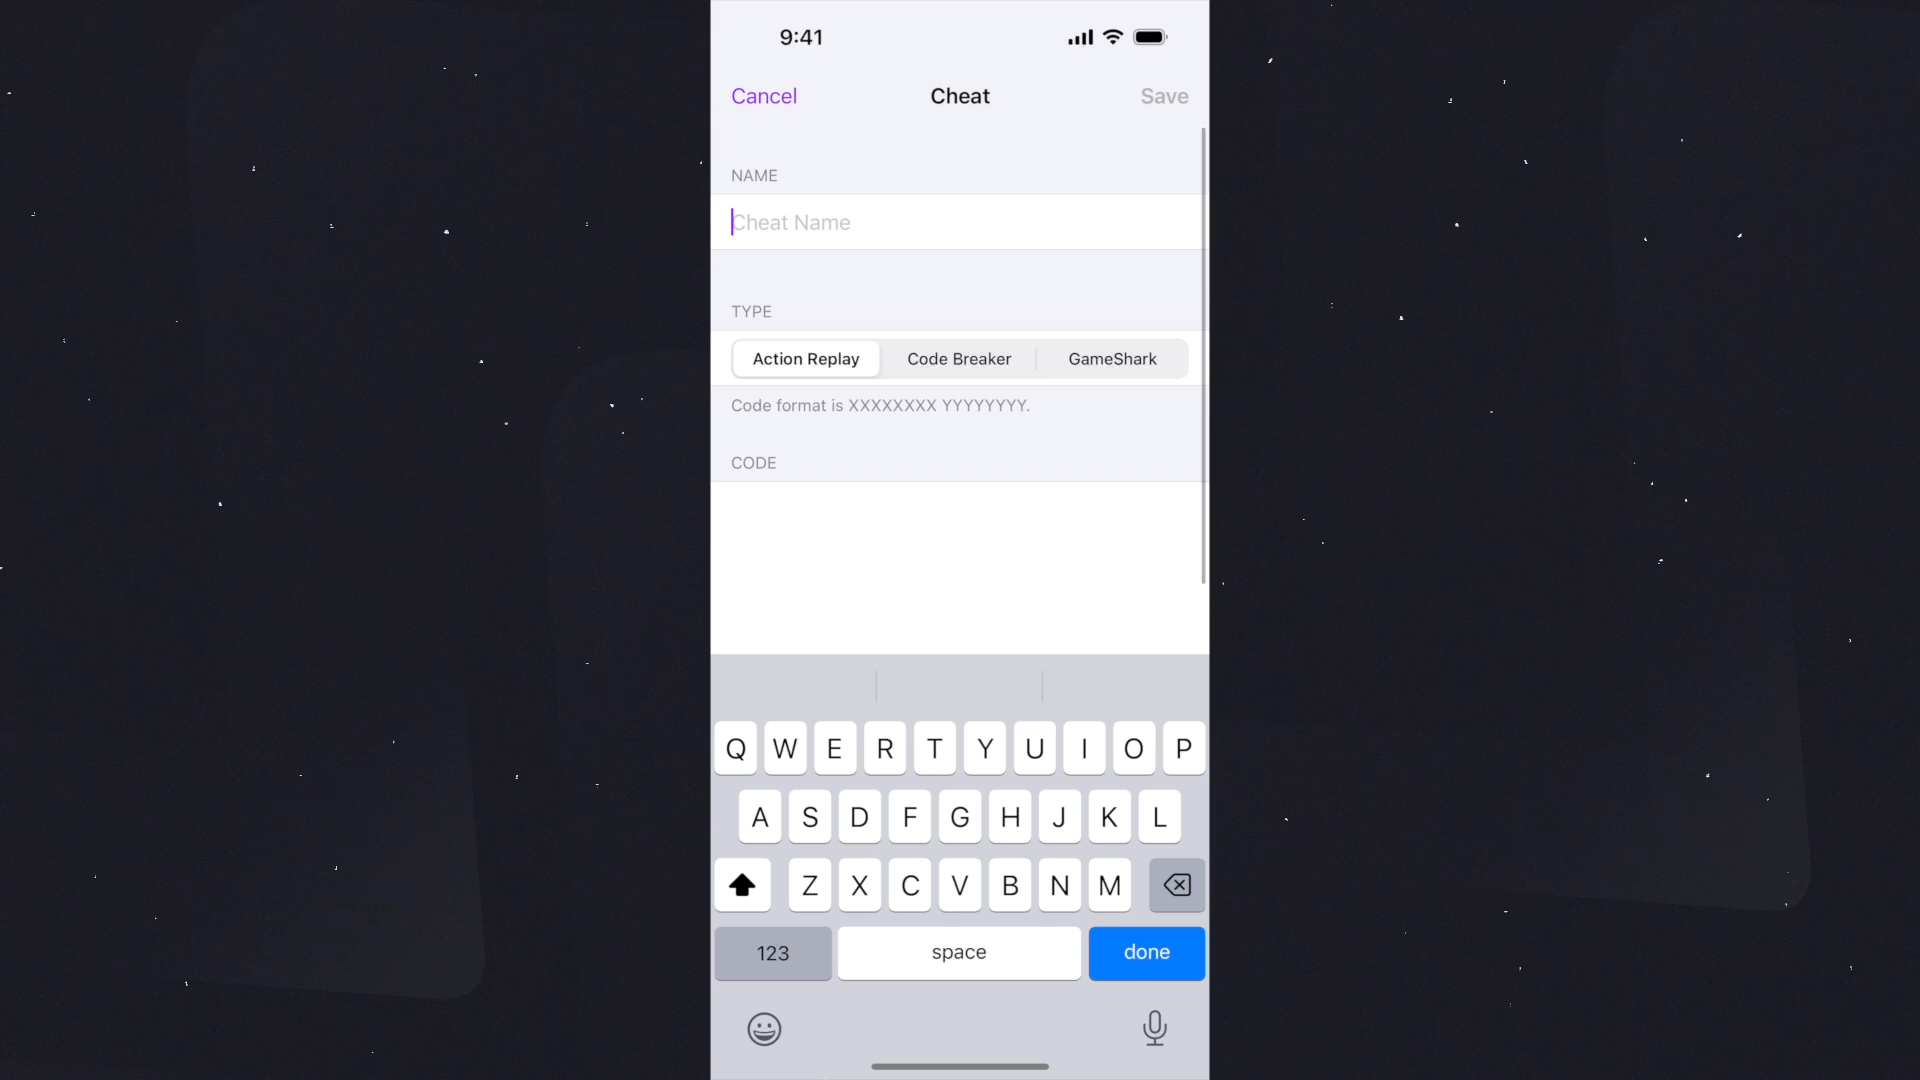 9:41
Cancel Cheat Save
NAME
Cheat Name
TYPE
Action Replay Code Breaker GameShark
Code format is XXXXXXXX YYYYYYYY.
CODE
Q W E R T Y U I O P
A S D F G H J K L
Z X C V B N M
123 space done